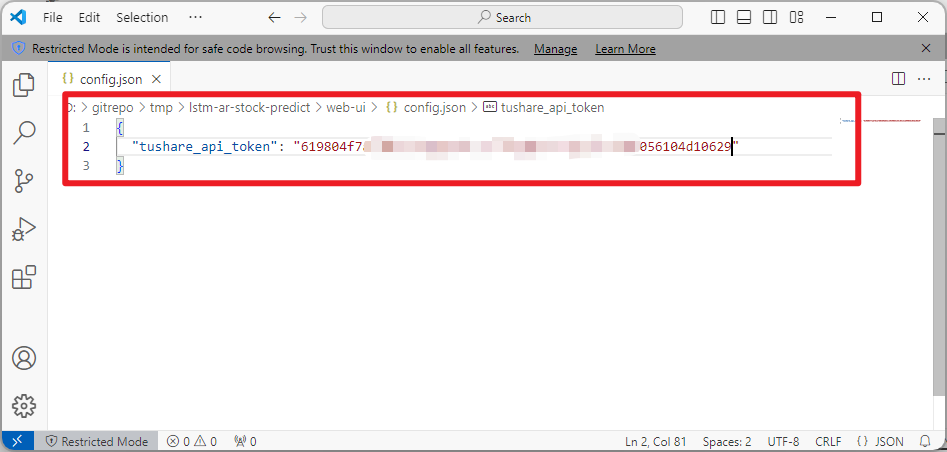 File Edit Selection ··· Search
Restricted Mode is intended for safe code browsing. Trust this window to enable all features. Manage Learn More
{} config.json
D: > gitrepo > tmp > lstm-ar-stock-predict > web-ui > {} config.json > tushare_api_token
1 {
2 "tushare_api_token": "619804f7 056104d10629"
3 }
Restricted Mode 0 0 0 Ln 2, Col 81 Spaces: 2 UTF-8 CRLF {} JSON